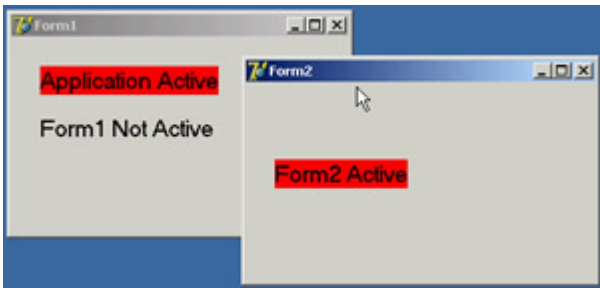 Form1
Application Active
Form1 Not Active
Form2
Form2 Active